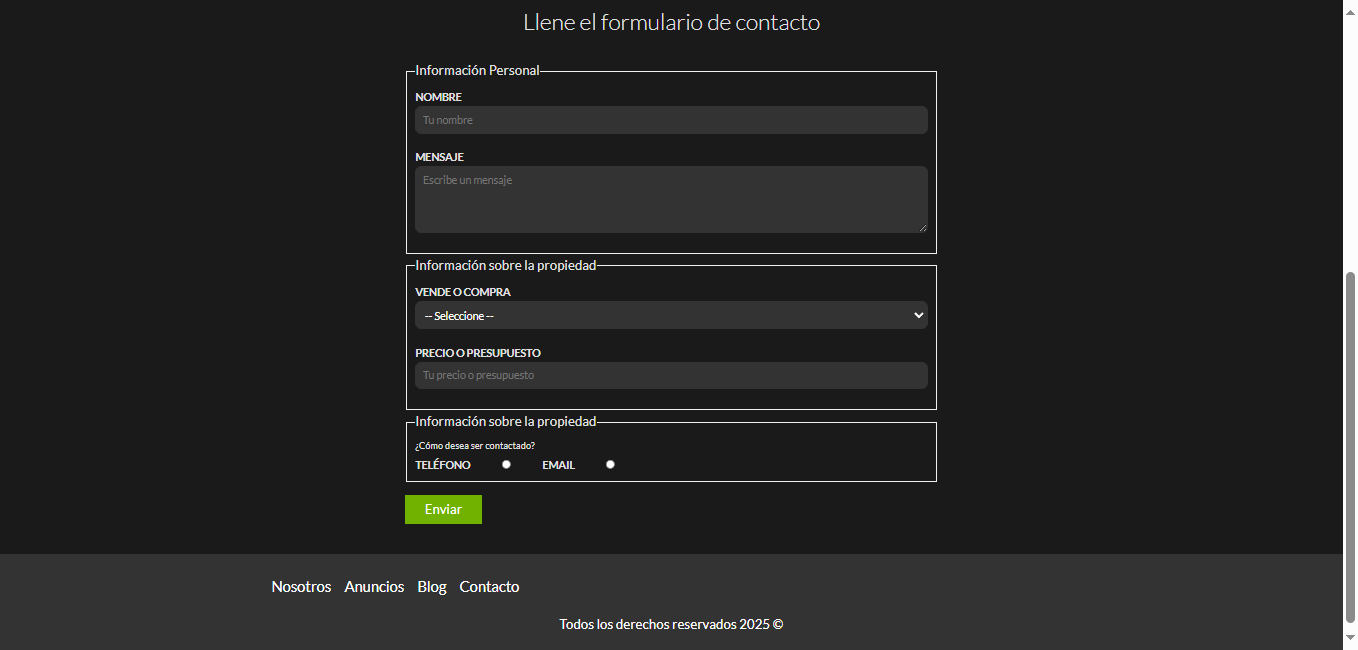 Llene el formulario de contacto
Información Personal
NOMBRE
Tu nombre
MENSAJE
Escribe un mensaje
Información sobre la propiedad
VENDE O COMPRA
-- Seleccione --
PRECIO O PRESUPUESTO
Tu precio o presupuesto
Información sobre la propiedad
¿Cómo desea ser contactado?
TELÉFONO EMAIL
Enviar
Nosotros Anuncios Blog Contacto
Todos los derechos reservados 2025 ©